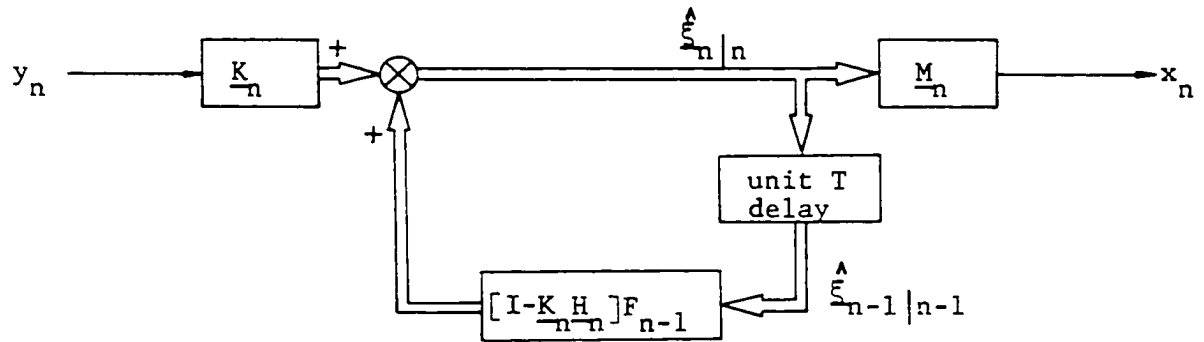 ξ̂_n|n
y_n
+
K_n
M_n
x_n
+
unit T
delay
[I-K_nH_n]F_n-1
ξ̂_n-1|n-1